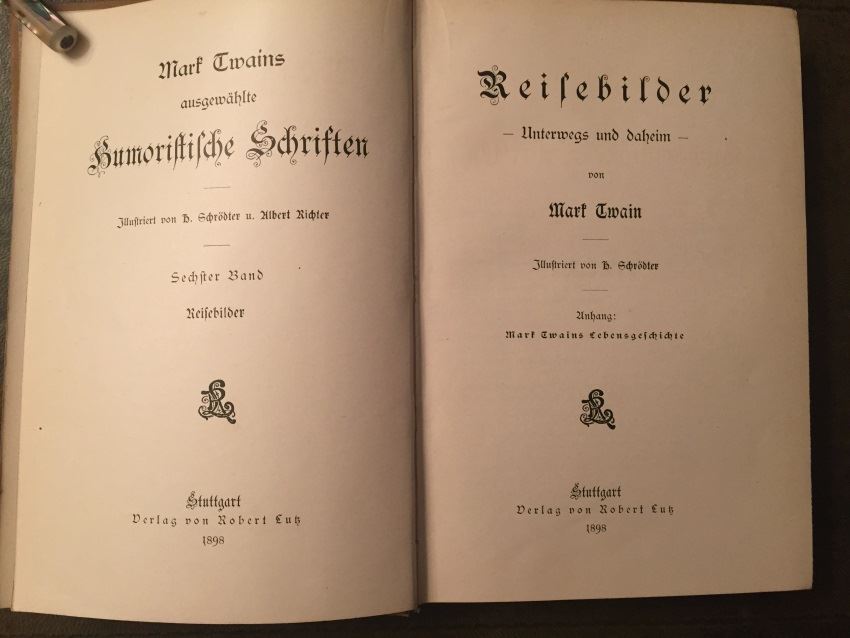 Mark Twains
ausgewählte
Humoristische Schriften
Illustriert von H. Schrödter u. Albert Richter
Sechster Band
Reisebilder
RL
Stuttgart
Verlag von Robert Lutz
1898
Reisebilder
– Unterwegs und daheim –
von
Mark Twain
Illustriert von H. Schrödter
Anhang:
Mark Twains Lebensgeschichte
RL
Stuttgart
Verlag von Robert Lutz
1898